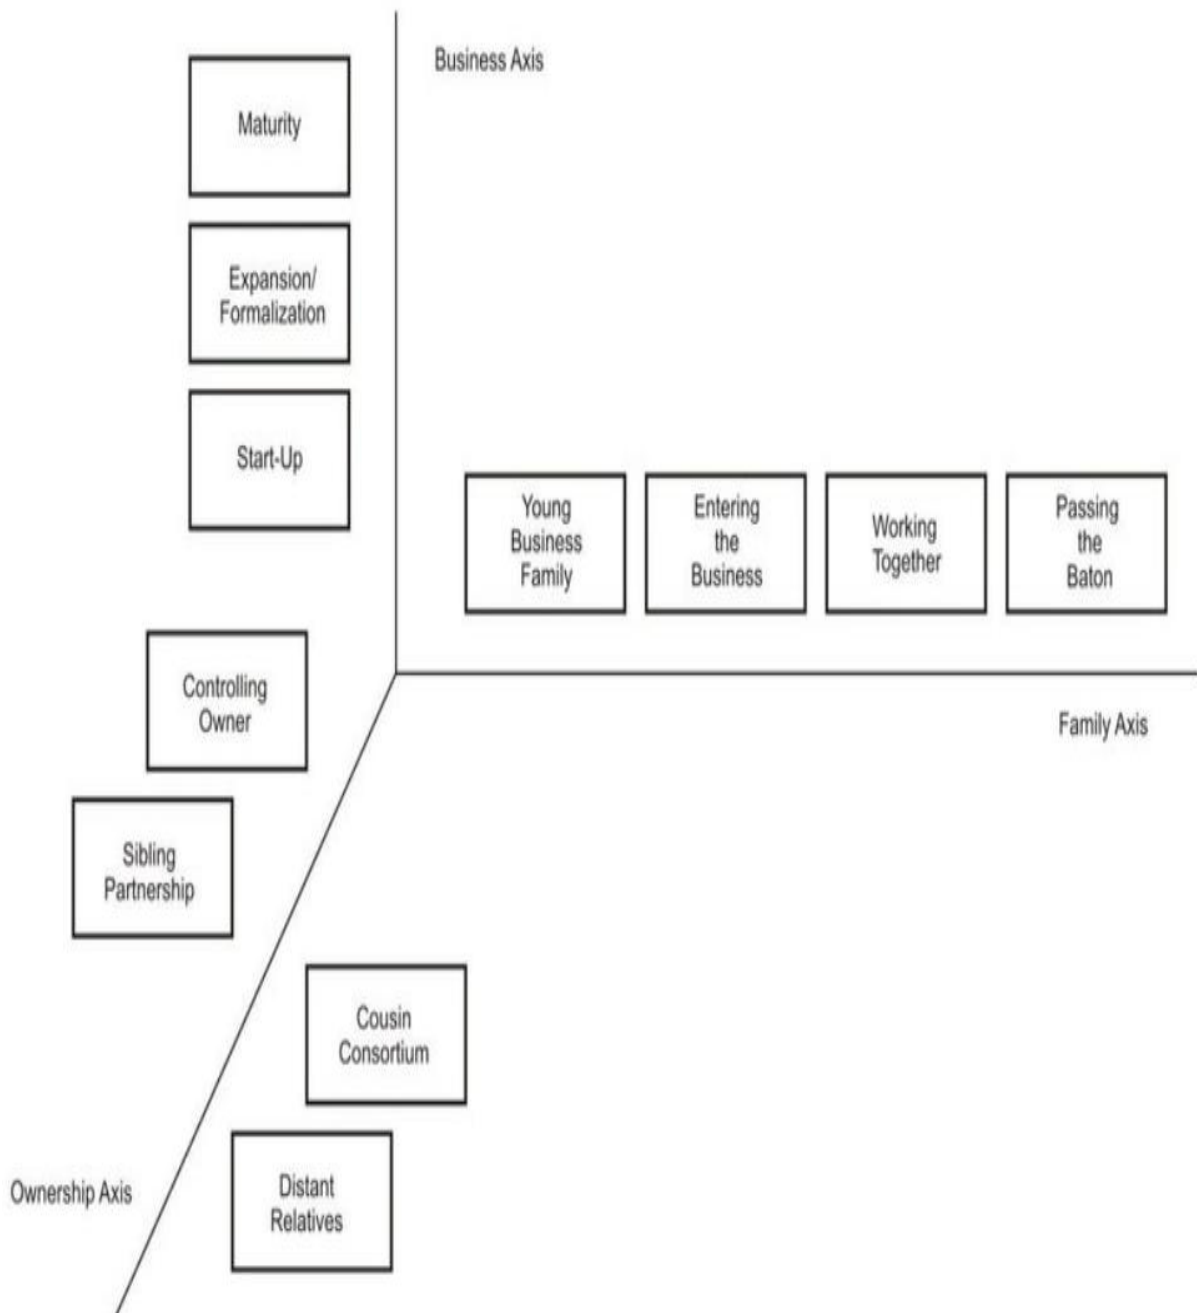 Business Axis
Maturity
Expansion/
Formalization
Start-Up
Young
Business
Family
Entering
the
Business
Working
Together
Passing
the
Baton
Controlling
Owner
Family Axis
Sibling
Partnership
Cousin
Consortium
Ownership Axis
Distant
Relatives